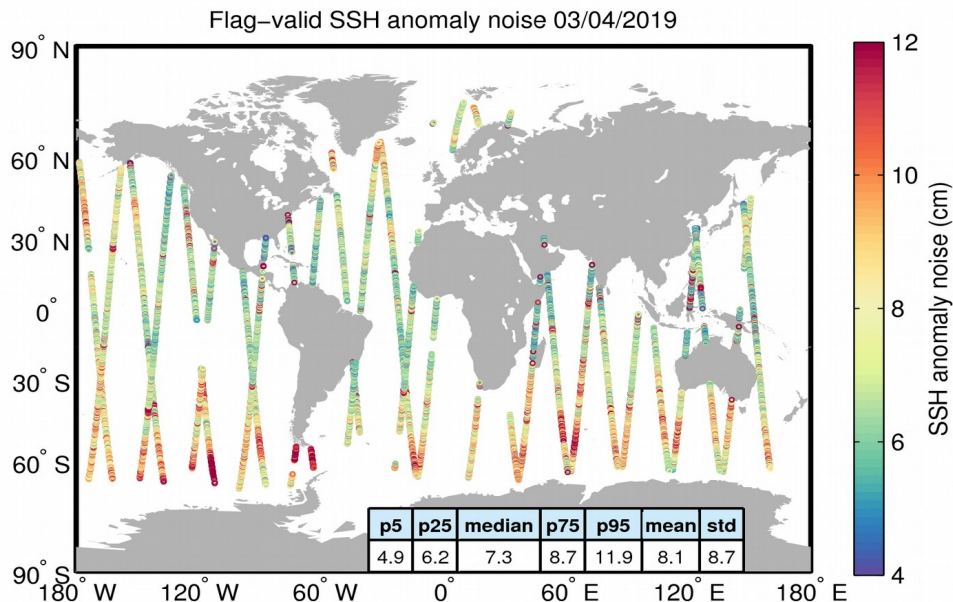 Flag−valid SSH anomaly noise 03/04/2019
90° N
60° N
30° N
0°
30° S
60° S
90° S
180° W 120° W 60° W 0° 60° E 120° E 180° E
p5 p25 median p75 p95 mean std
4.9 6.2 7.3 8.7 11.9 8.1 8.7
12
10
8
6
4
SSH anomaly noise (cm)